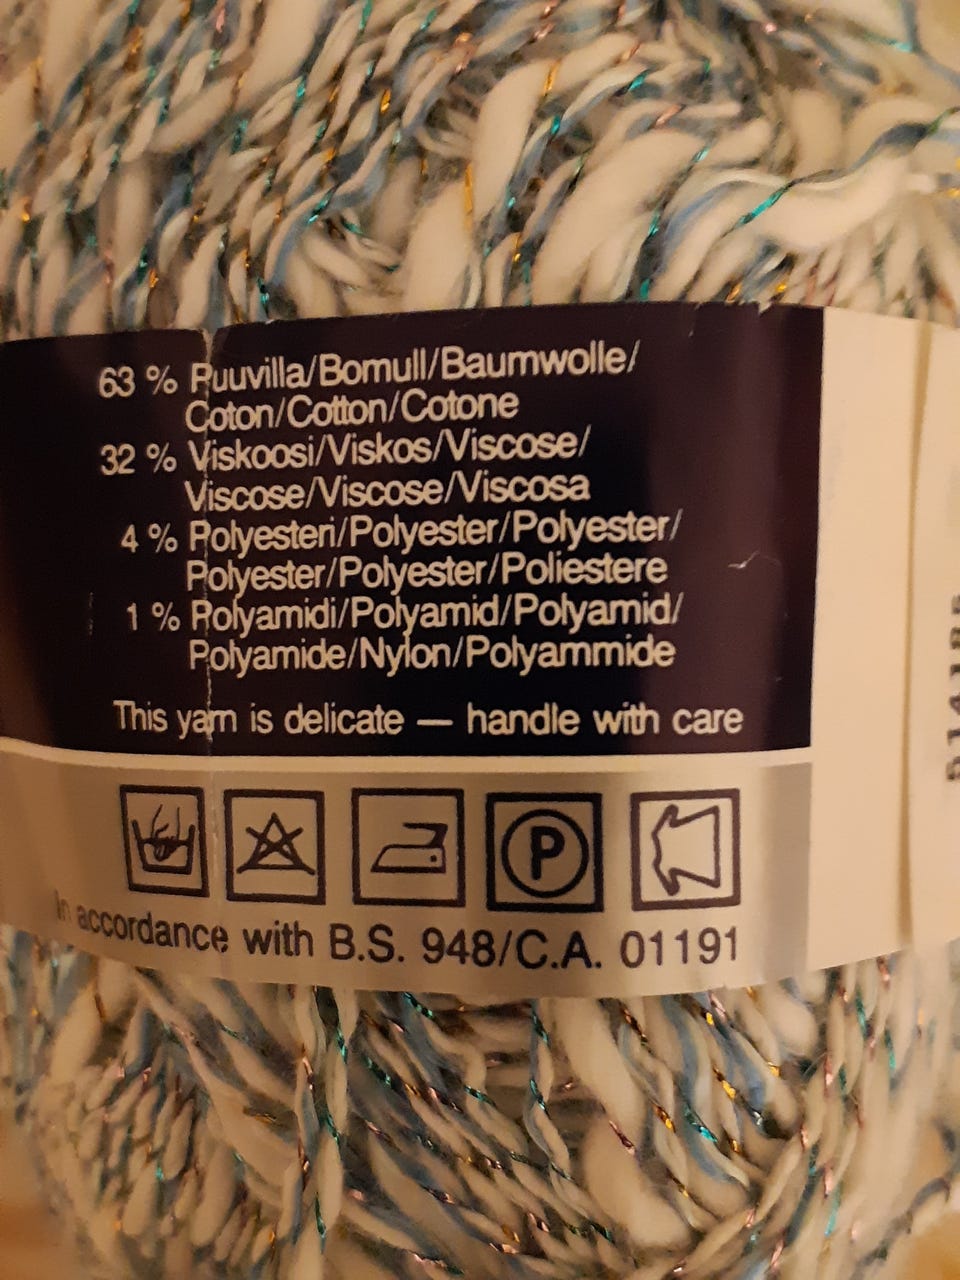 63 % Puuvilla/Bomull/Baumwolle/
Coton/Cotton/Cotone
32 % Viskoosi/Viskos/Viscose/
Viscose/Viscose/Viscosa
4 % Polyesteri/Polyester/Polyester/
Polyester/Polyester/Poliestere
1 % Polyamidi/Polyamid/Polyamid/
Polyamide/Nylon/Polyammide
This yarn is delicate — handle with care
P
In accordance with B.S. 948/C.A. 01191